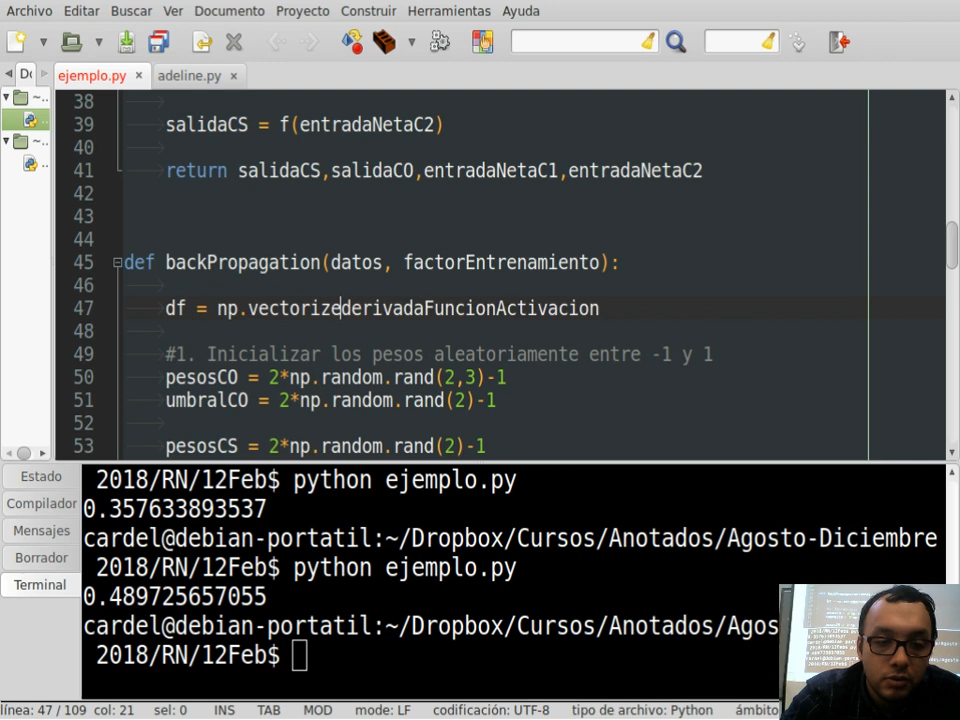 Archivo Editar Buscar Ver Documento Proyecto Construir Herramientas Ayuda
ejemplo.py × adeline.py ×
38
39 salidaCS = f(entradaNetaC2)
40
41 return salidaCS,salidaCO,entradaNetaC1,entradaNetaC2
42
43
44
45 def backPropagation(datos, factorEntrenamiento):
46
47 df = np.vectorizederivadaFuncionActivacion
48
49 #1. Inicializar los pesos aleatoriamente entre -1 y 1
50 pesosCO = 2*np.random.rand(2,3)-1
51 umbralCO = 2*np.random.rand(2)-1
52
53 pesosCS = 2*np.random.rand(2)-1
Estado
Compilador
Mensajes
Borrador
Terminal
2018/RN/12Feb$ python ejemplo.py
0.357633893537
cardel@debian-portatil:~/Dropbox/Cursos/Anotados/Agosto-Diciembre
2018/RN/12Feb$ python ejemplo.py
0.489725657055
cardel@debian-portatil:~/Dropbox/Cursos/Anotados/Agos
2018/RN/12Feb$
línea: 47 / 109 col: 21 sel: 0 INS TAB MOD mode: LF codificación: UTF-8 tipo de archivo: Python ámbito